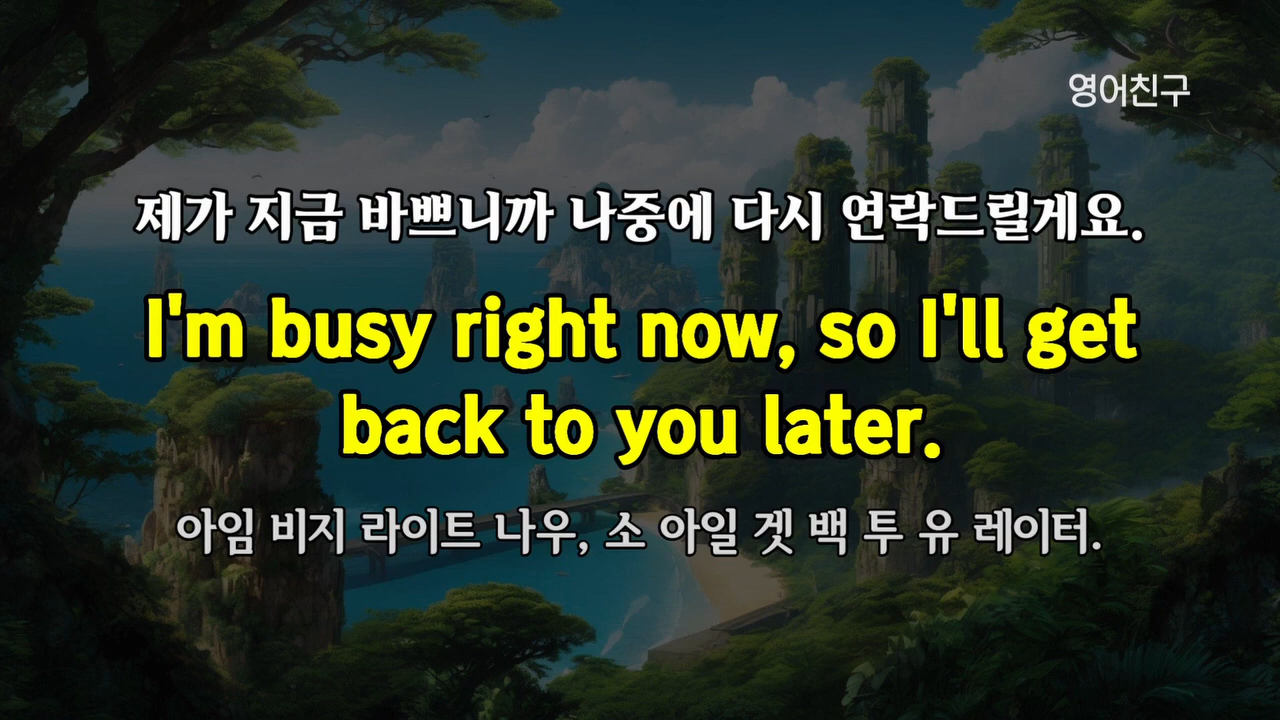 영어친구
제가 지금 바쁘니까 나중에 다시 연락드릴게요.
I'm busy right now, so I'll get
back to you later.
아임 비지 라이트 나우, 소 아일 겟 백 투 유 레이터.